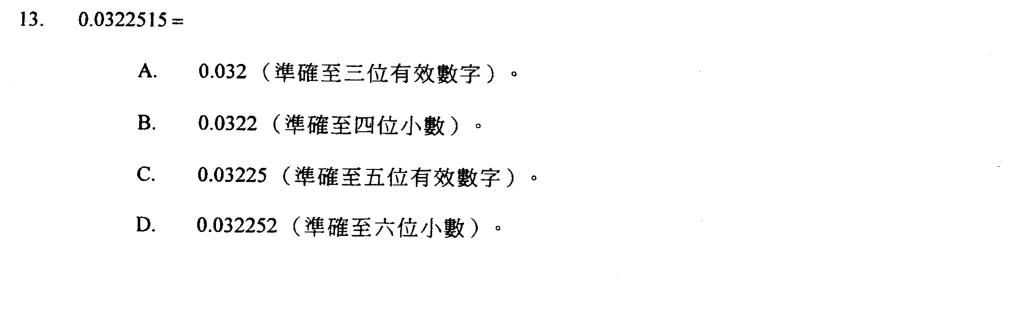 13. 0.0322515 =
A. 0.032 （準確至三位有效數字）。
B. 0.0322 （準確至四位小數）。
C. 0.03225 （準確至五位有效數字）。
D. 0.032252 （準確至六位小數）。